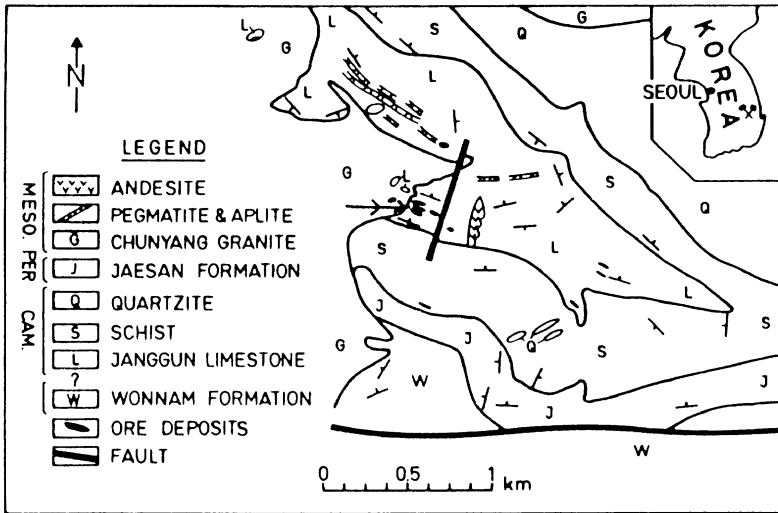 N
LEGEND
ANDESITE
PEGMATITE & APLITE
G CHUNYANG GRANITE
J JAESAN FORMATION
Q QUARTZITE
S SCHIST
L JANGGUN LIMESTONE
?
W WONNAM FORMATION
ORE DEPOSITS
FAULT
MESO.
PER
CAM.
0 0.5 1
km
KOREA
SEOUL
L
G
L
S
Q
G
L
L
G
L
S
Q
S
L
L
J
S
Q
S
J
G
W
J
J
W